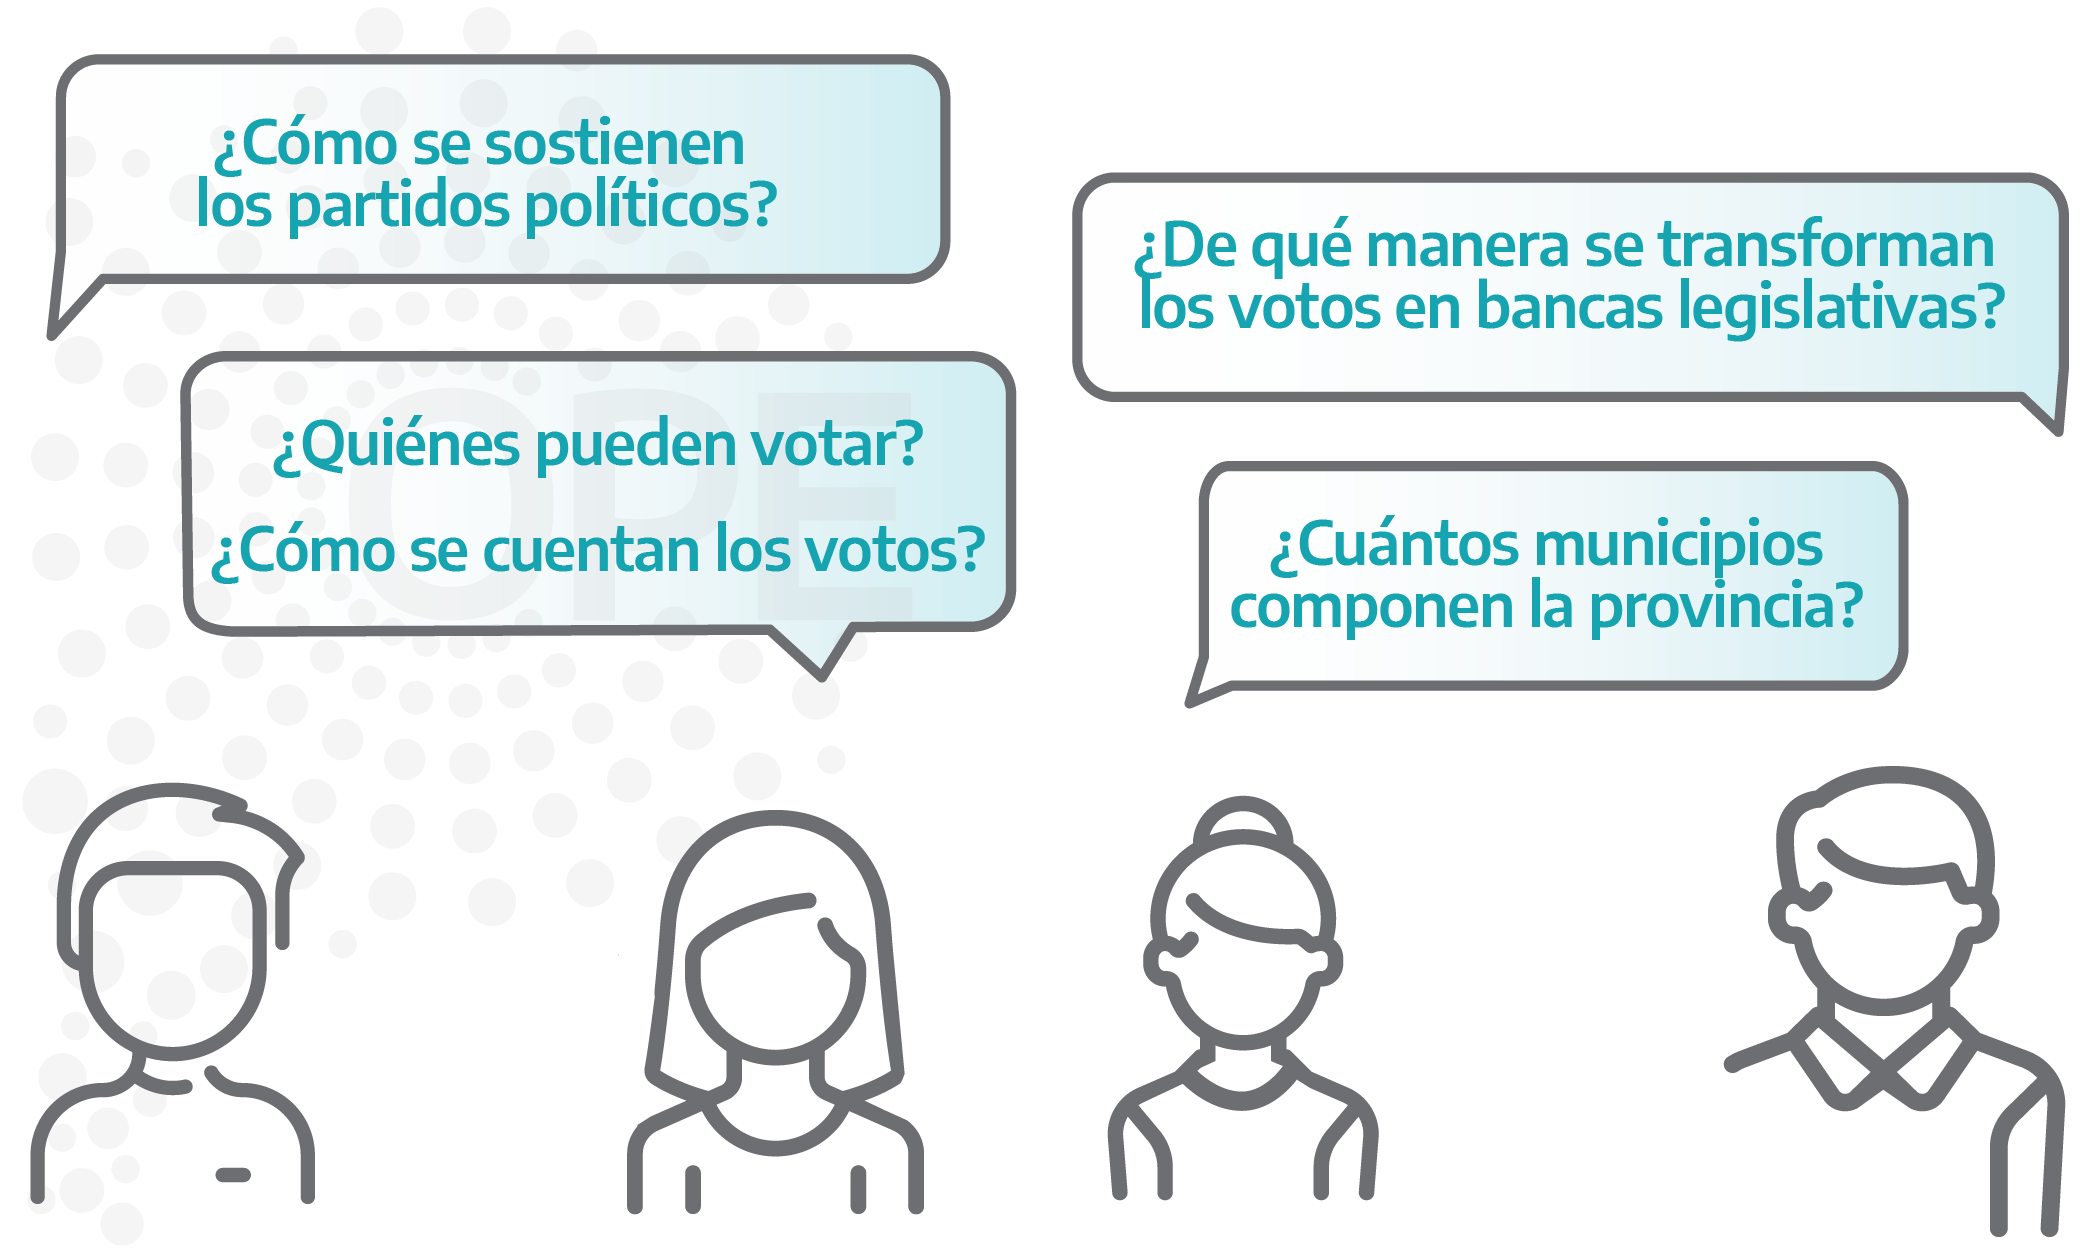 ¿Cómo se sostienen
los partidos políticos?
¿De qué manera se transforman
los votos en bancas legislativas?
¿Quiénes pueden votar?
¿Cómo se cuentan los votos?
OPE
¿Cuántos municipios
componen la provincia?